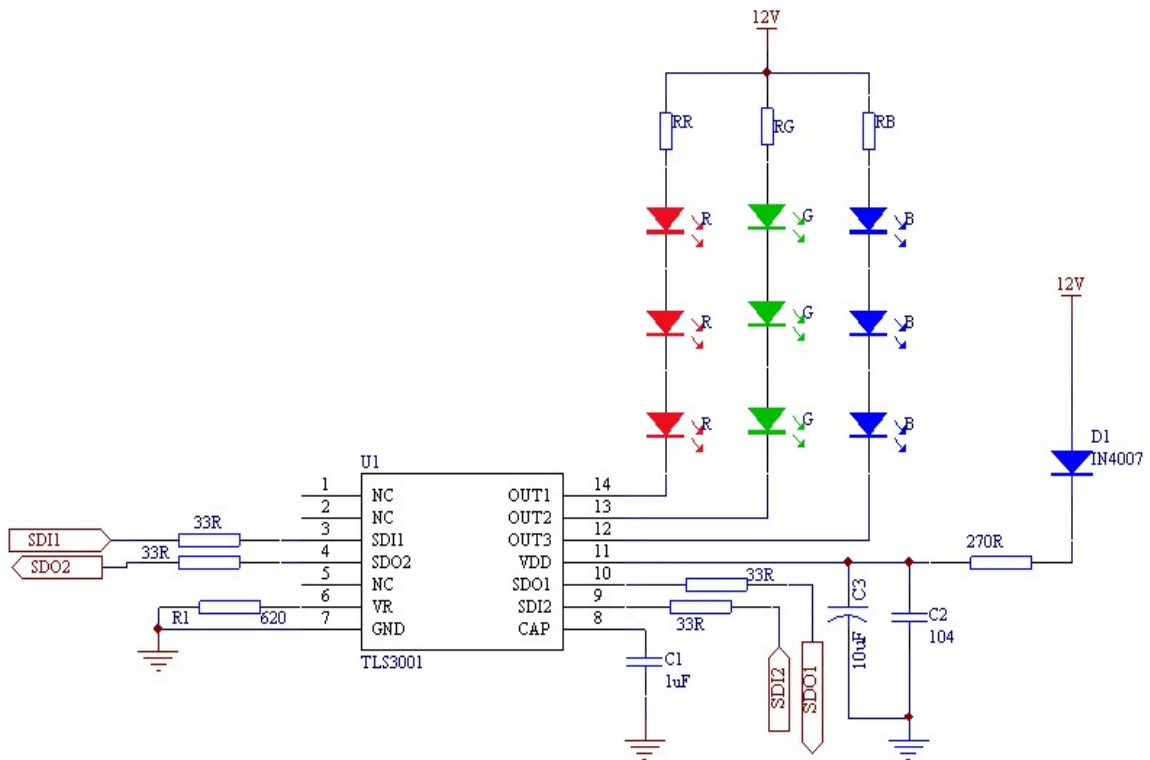 12V
RR
RG
RB
R
G
B
R
G
B
12V
R
G
B
D1
IN4007
U1
1 NC OUT1 14
2 NC OUT2 13
33R
SDI1
3 SDI1 OUT3 12
33R
SDO2
4 SDO2 VDD 11
270R
5 NC SDO1 10
33R
6 VR SDI2 9
R1 620
33R
7 GND CAP 8
TLS3001
C1
1uF
SDI2
SDO1
C3
10uF
C2
104